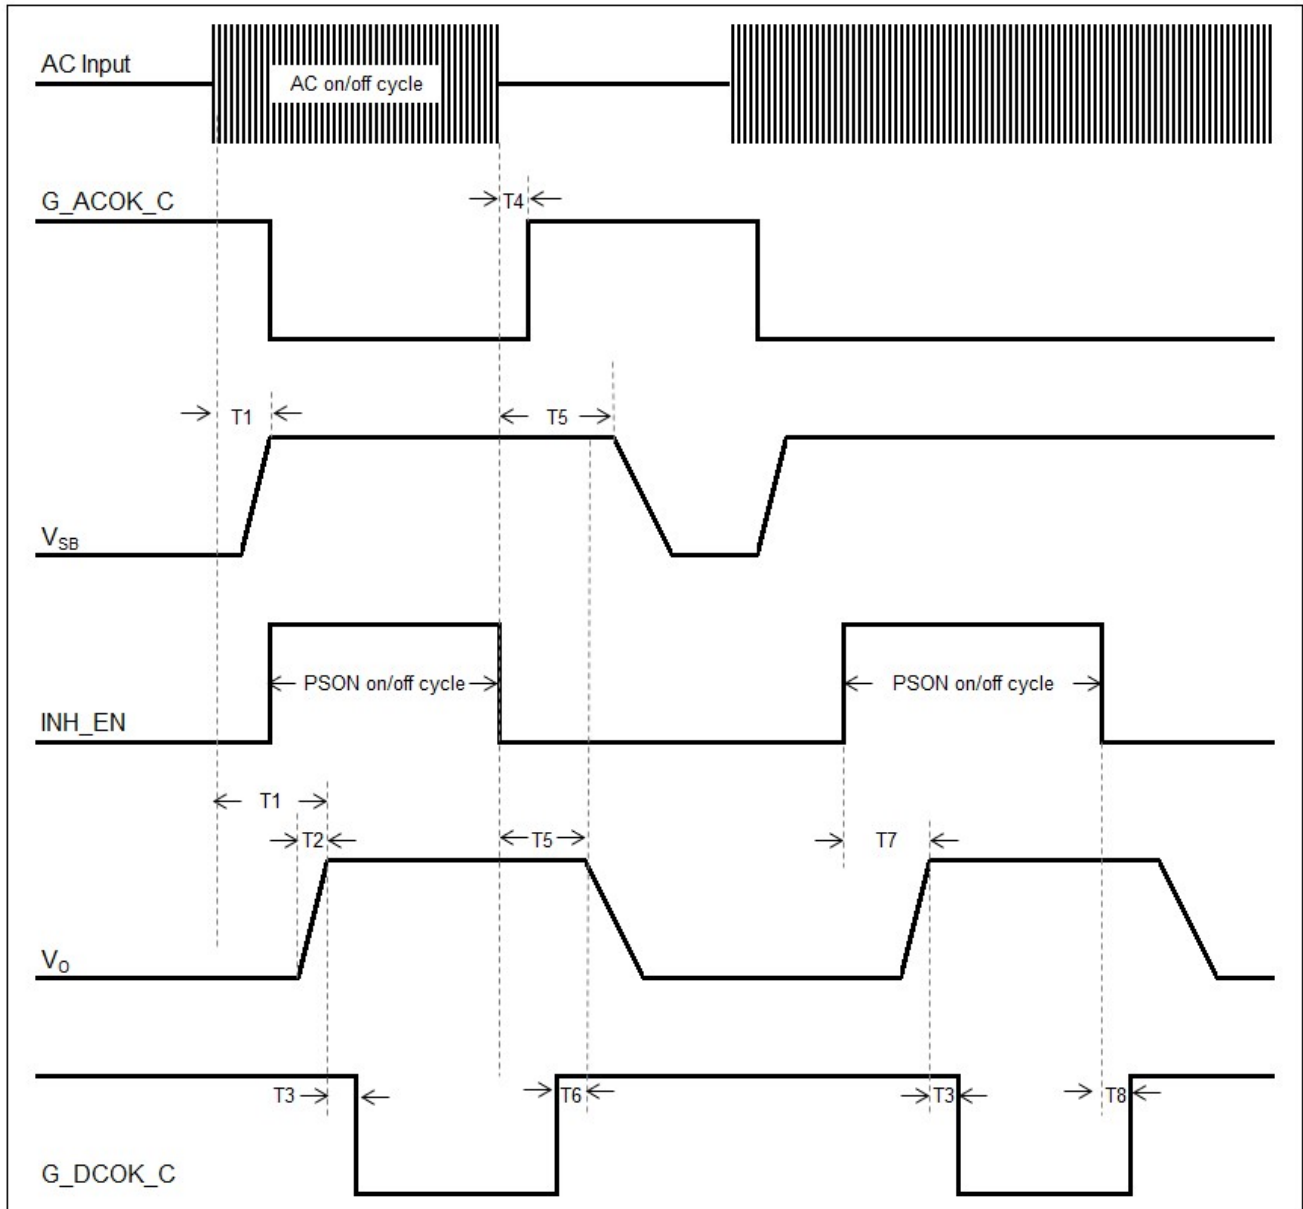 AC Input
AC on/off cycle
G_ACOK_C
T4
T1
T5
VSB
PSON on/off cycle
PSON on/off cycle
INH_EN
T1
T2
T5
T7
VO
T3
T6
T3
T8
G_DCOK_C